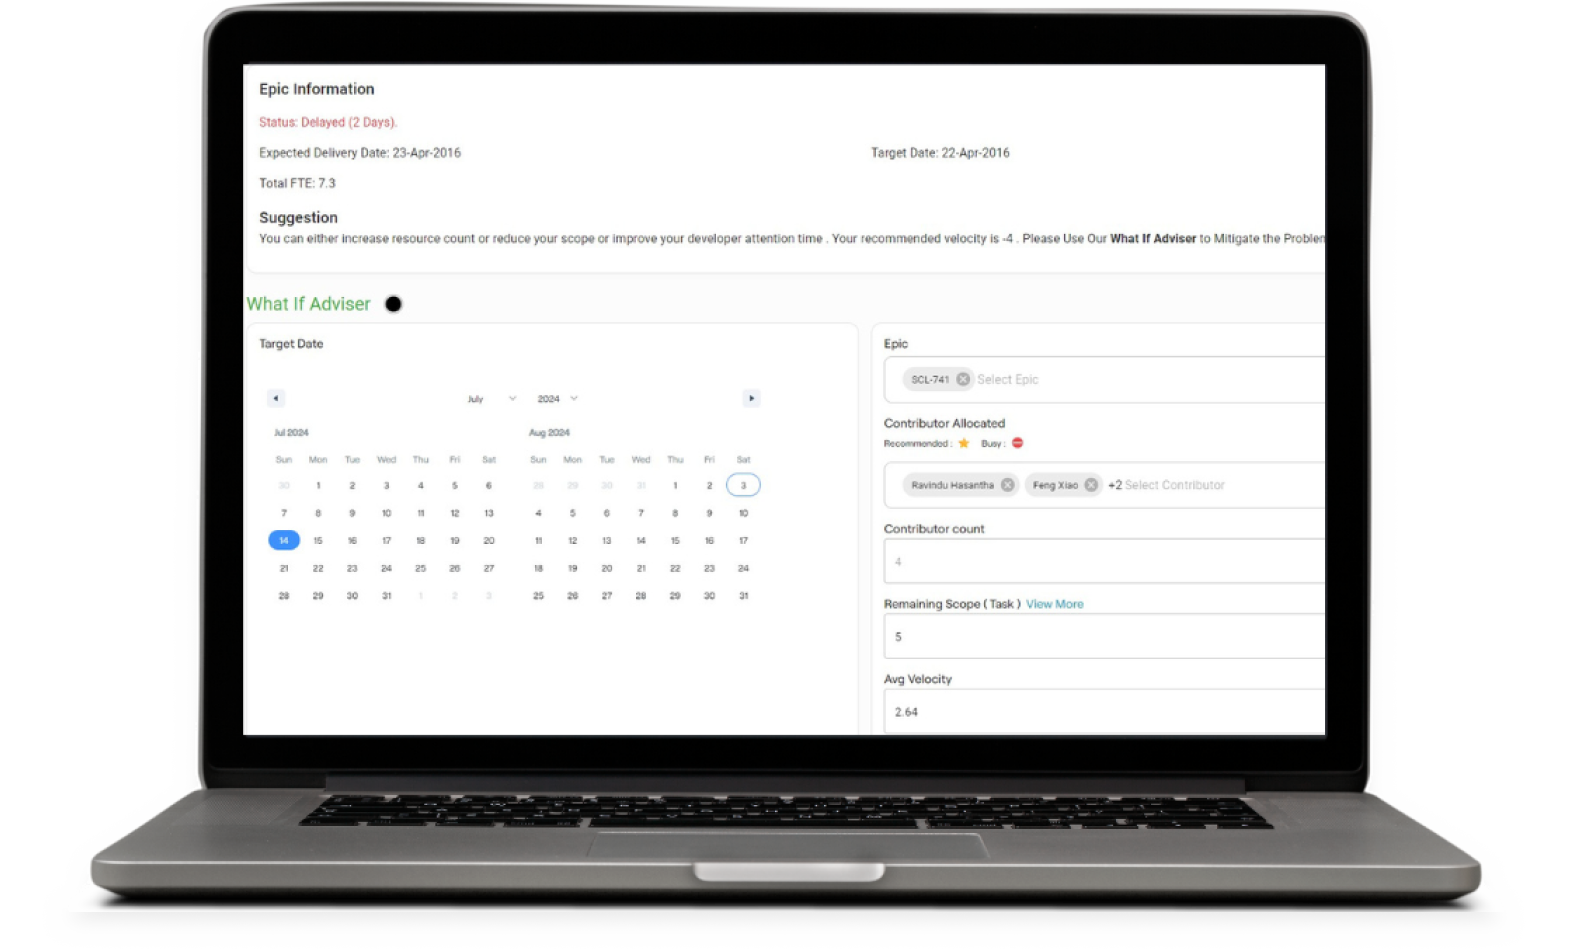 Epic Information
Status: Delayed (2 Days).
Expected Delivery Date: 23-Apr-2016 Target Date: 22-Apr-2016
Total FTE: 7.3
Suggestion
You can either increase resource count or reduce your scope or improve your developer attention time . Your recommended velocity is -4 . Please Use Our What If Adviser to Mitigate the Problem
What If Adviser
Target Date
July 2024
Jul 2024 Aug 2024
Sun Mon Tue Wed Thu Fri Sat Sun Mon Tue Wed Thu Fri Sat
30 1 2 3 4 5 6 28 29 30 31 1 2 3
7 8 9 10 11 12 13 4 5 6 7 8 9 10
14 15 16 17 18 19 20 11 12 13 14 15 16 17
21 22 23 24 25 26 27 18 19 20 21 22 23 24
28 29 30 31 1 2 3 25 26 27 28 29 30 31
Epic
SCL-741 Select Epic
Contributor Allocated
Recommended : Busy :
Ravindu Hasantha Feng Xiao +2 Select Contributor
Contributor count
4
Remaining Scope ( Task ) View More
5
Avg Velocity
2.64